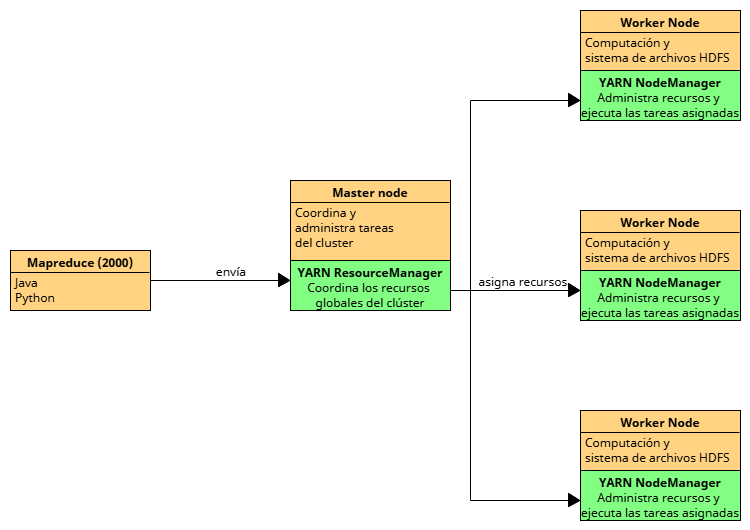 Worker Node
Computación y
sistema de archivos HDFS
YARN NodeManager
Administra recursos y
ejecuta las tareas asignadas
Master node
Coordina y
administra tareas
del cluster
YARN ResourceManager
Coordina los recursos
globales del clúster
Mapreduce (2000)
Java
Python
envía
asigna recursos
Worker Node
Computación y
sistema de archivos HDFS
YARN NodeManager
Administra recursos y
ejecuta las tareas asignadas
Worker Node
Computación y
sistema de archivos HDFS
YARN NodeManager
Administra recursos y
ejecuta las tareas asignadas